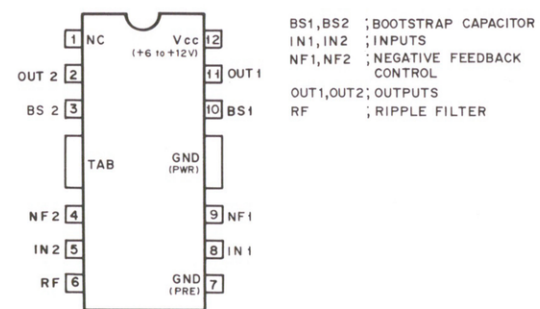 1 NC Vcc 12
(+6 to +12V)
OUT 2 2 11 OUT 1
BS 2 3 10 BS1
TAB GND
(PWR)
NF2 4 9 NF1
IN2 5 8 IN 1
RF 6 GND 7
(PRE)
BS1, BS2 ; BOOTSTRAP CAPACITOR
IN1, IN2 ; INPUTS
NF1, NF2 ; NEGATIVE FEEDBACK
CONTROL
OUT1,OUT2; OUTPUTS
RF ; RIPPLE FILTER